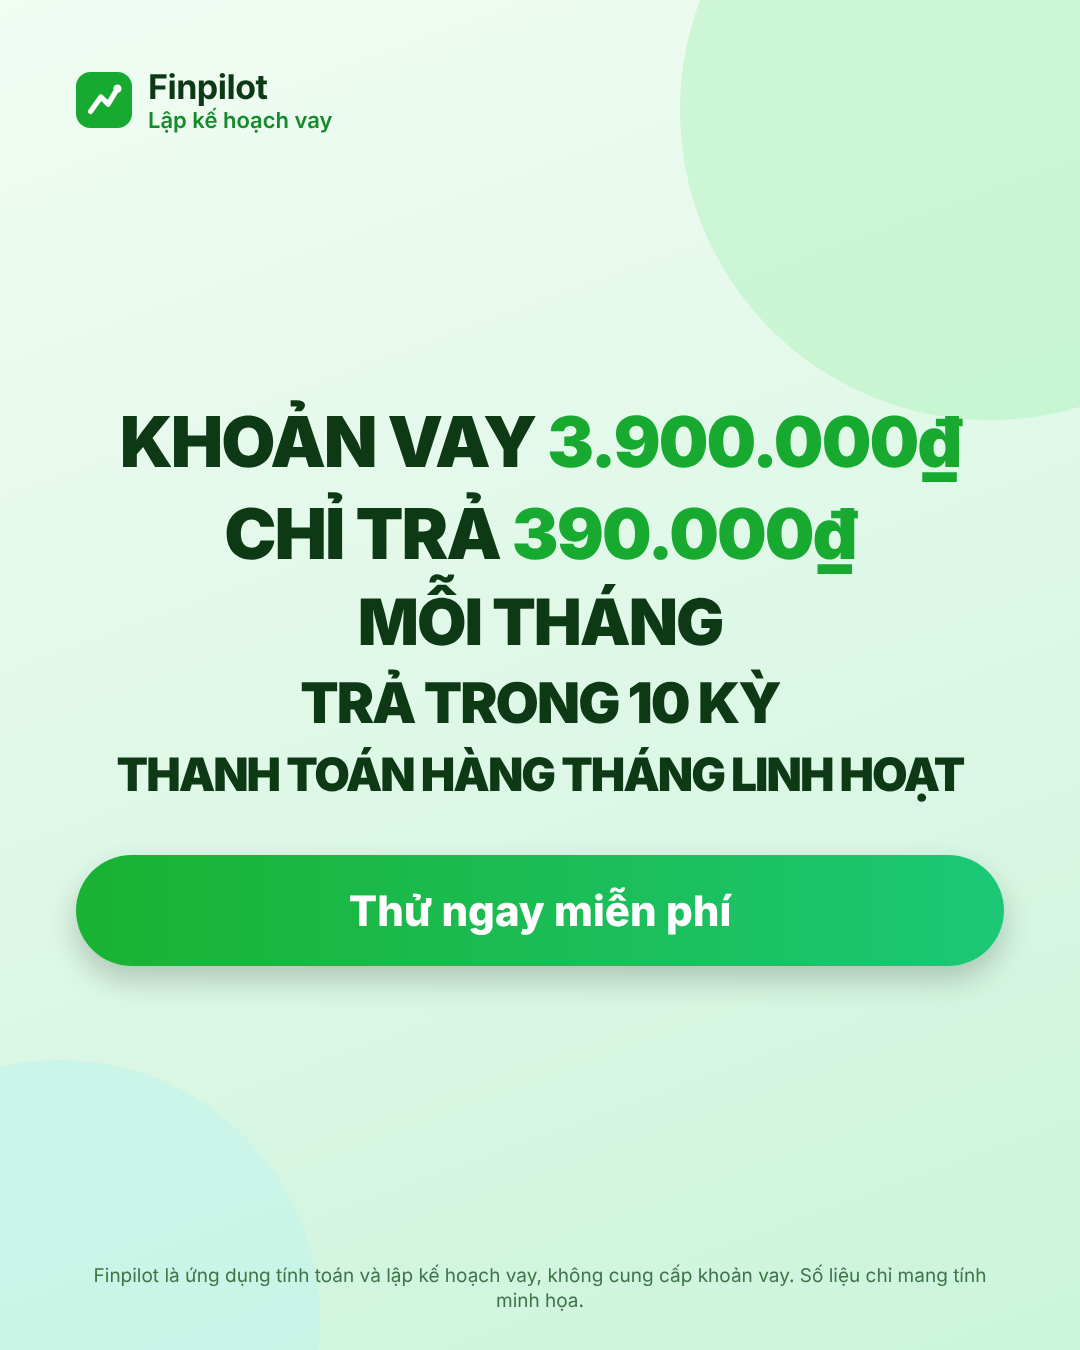 Finpilot
Lập kế hoạch vay
KHOẢN VAY 3.900.000₫
CHỈ TRẢ 390.000₫
MỖI THÁNG
TRẢ TRONG 10 KỲ
THANH TOÁN HÀNG THÁNG LINH HOẠT
Thử ngay miễn phí
Finpilot là ứng dụng tính toán và lập kế hoạch vay, không cung cấp khoản vay. Số liệu chỉ mang tính
minh họa.